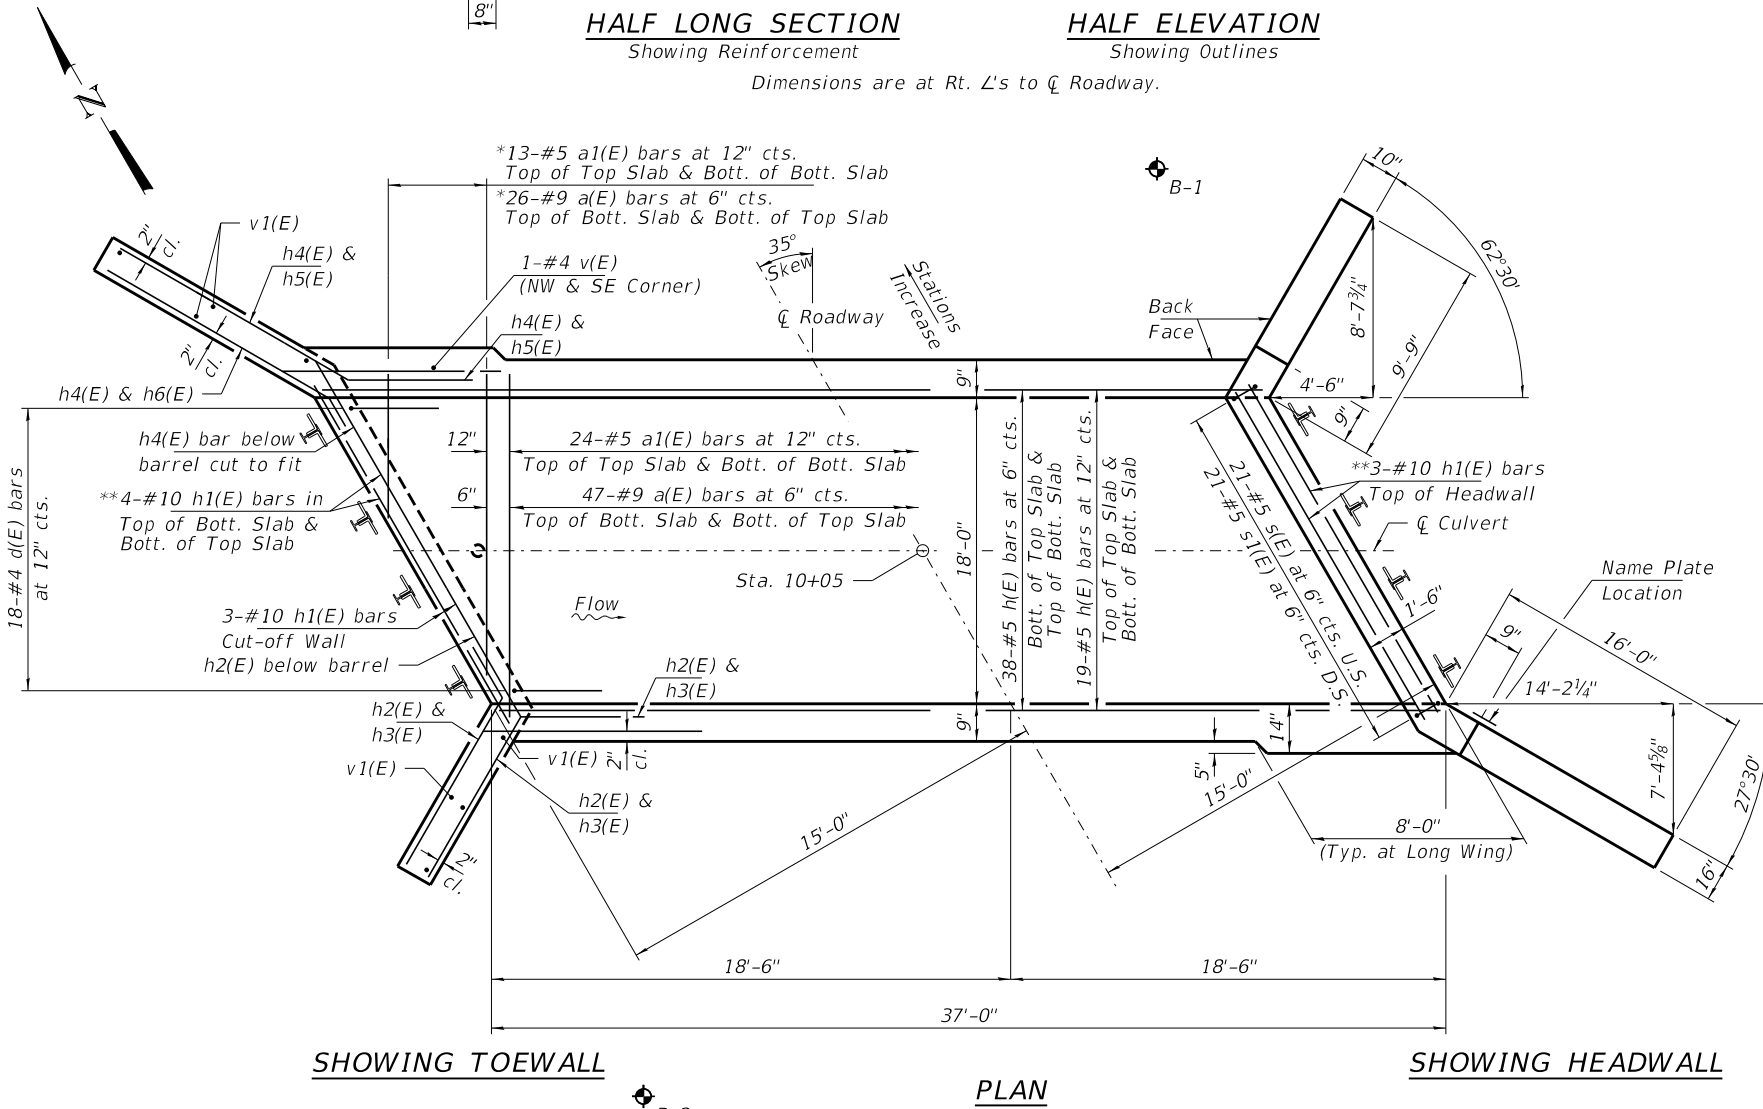 8"
HALF LONG SECTION
Showing Reinforcement
HALF ELEVATION
Showing Outlines
Dimensions are at Rt. ∠'s to ℄ Roadway.
N
*13-#5 a1(E) bars at 12" cts.
Top of Top Slab & Bott. of Bott. Slab
*26-#9 a(E) bars at 6" cts.
Top of Bott. Slab & Bott. of Top Slab
B-1
10"
62°30'
2"
cl.
v1(E)
h4(E) &
h5(E)
1-#4 v(E)
(NW & SE Corner)
35°
Skew
℄ Roadway
Stations
Increase
Back
Face
8'-7¾"
9'-9"
h4(E) &
h5(E)
2"
cl.
h4(E) & h6(E)
9"
4'-6"
9"
h4(E) bar below
barrel cut to fit
12"
24-#5 a1(E) bars at 12" cts.
Top of Top Slab & Bott. of Bott. Slab
**4-#10 h1(E) bars in
Top of Bott. Slab &
Bott. of Top Slab
6"
47-#9 a(E) bars at 6" cts.
Top of Bott. Slab & Bott. of Top Slab
18-#4 d(E) bars
at 12" cts.
18'-0"
38-#5 h(E) bars at 6" cts.
Bott. of Top Slab &
Top of Bott. Slab
19-#5 h(E) bars at 12" cts.
Top of Top Slab &
Bott. of Bott. Slab
21-#5 s(E) at 6" cts. U.S.
21-#5 s1(E) at 6" cts. D.S.
**3-#10 h1(E) bars
Top of Headwall
℄ Culvert
Sta. 10+05
Flow
Name Plate
Location
3-#10 h1(E) bars
Cut-off Wall
h2(E) below barrel
1'-6"
9"
16'-0"
h2(E) &
h3(E)
14'-2¼"
h2(E) &
h3(E)
9"
14"
v1(E)
2"
cl.
5"
7'-4⅝"
27°30'
v1(E)
h2(E) &
h3(E)
15'-0"
15'-0"
8'-0"
(Typ. at Long Wing)
2"
cl.
16"
18'-6"
18'-6"
37'-0"
SHOWING TOEWALL
PLAN
SHOWING HEADWALL